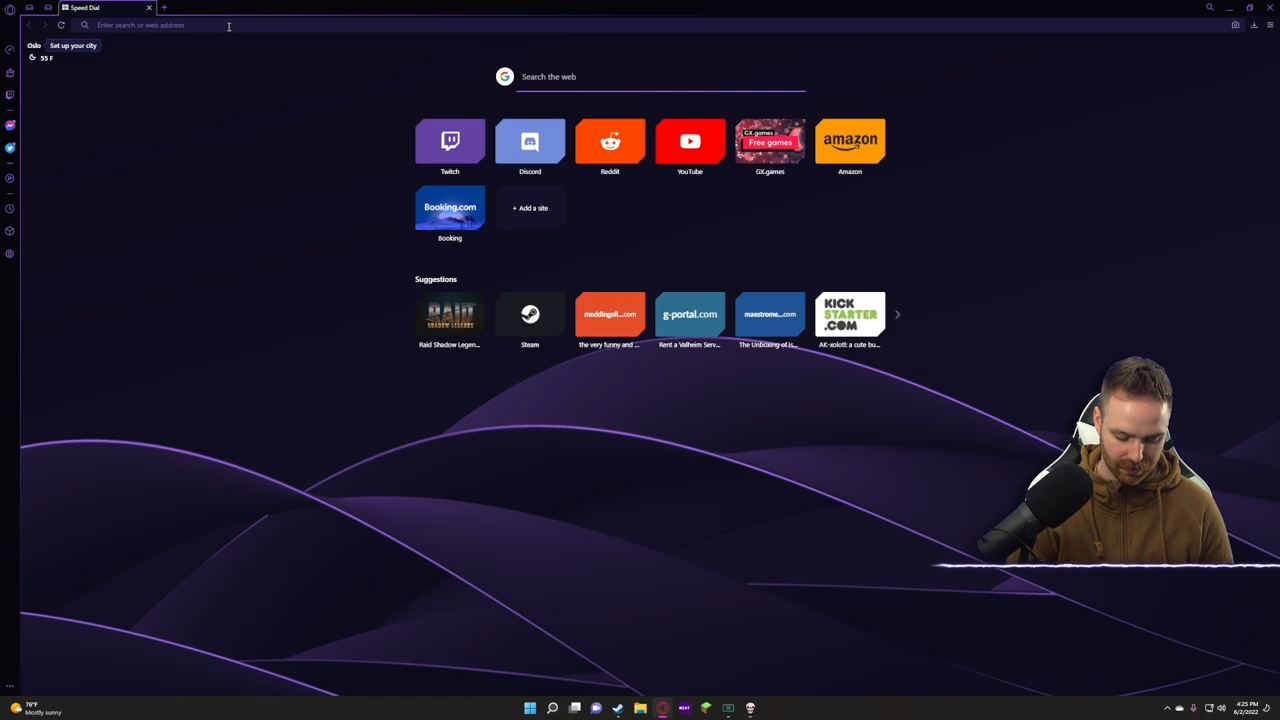 Speed Dial
Enter search or web address
Oslo
Set up your city
55 F
Search the web
GX.games
Free games
amazon
Twitch
Discord
Reddit
YouTube
GX.games
Amazon
Booking.com
+ Add a site
Booking
Suggestions
RAID
SHADOW LEGENDS
moddingofi....com
g-portal.com
maestrome....com
KICK
STARTER
.COM
Raid Shadow Legen...
Steam
the very funny and ...
Rent a Valheim Serv...
The Unboxing of Is...
AK-xolotl: a cute bu...
76°F
Mostly sunny
NZXT
4:25 PM
6/2/2022